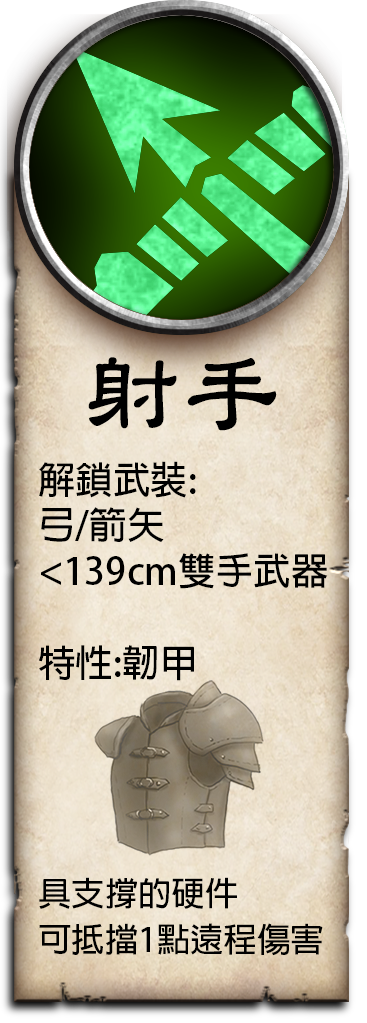 射手
解鎖武裝:
弓/箭矢
<139cm雙手武器
特性:韌甲
具支撐的硬件
可抵擋1點遠程傷害